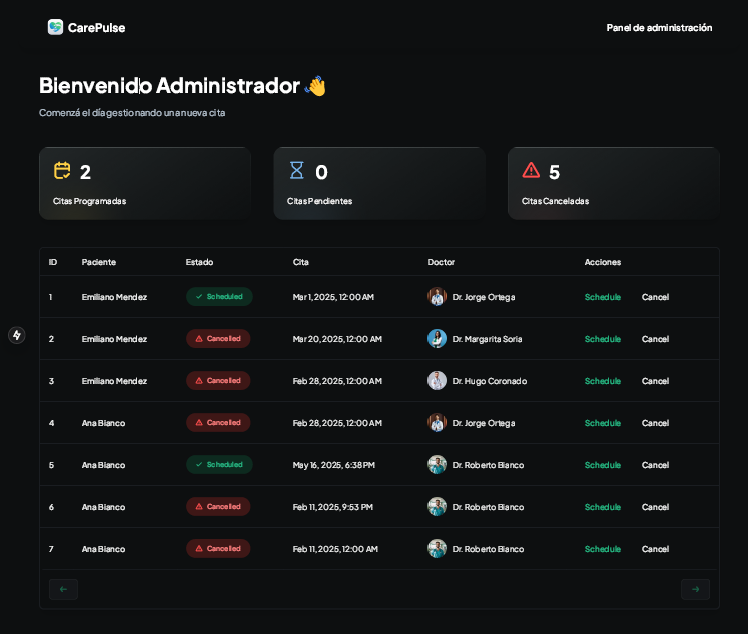 CarePulse
Panel de administración
Bienvenido Administrador 👋
Comenzá el día gestionando una nueva cita
2
Citas Programadas
0
Citas Pendientes
5
Citas Canceladas
ID Paciente Estado Cita Doctor Acciones
1 Emiliano Mendez Scheduled Mar 1, 2025, 12:00 AM Dr. Jorge Ortega Schedule Cancel
2 Emiliano Mendez Cancelled Mar 20, 2025, 12:00 AM Dr. Margarita Soria Schedule Cancel
3 Emiliano Mendez Cancelled Feb 28, 2025, 12:00 AM Dr. Hugo Coronado Schedule Cancel
4 Ana Bianco Cancelled Feb 28, 2025, 12:00 AM Dr. Jorge Ortega Schedule Cancel
5 Ana Bianco Scheduled May 16, 2025, 6:38 PM Dr. Roberto Bianco Schedule Cancel
6 Ana Bianco Cancelled Feb 11, 2025, 9:53 PM Dr. Roberto Bianco Schedule Cancel
7 Ana Bianco Cancelled Feb 11, 2025, 12:00 AM Dr. Roberto Bianco Schedule Cancel